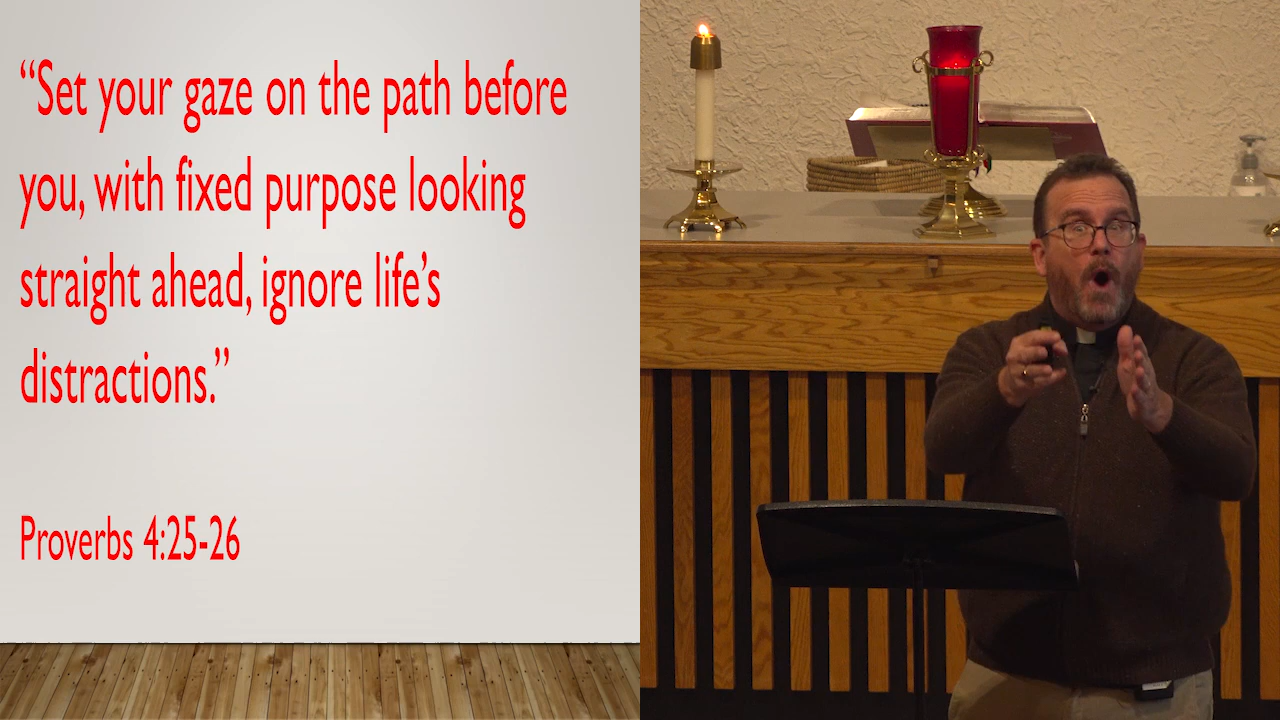 “Set your gaze on the path before
you, with fixed purpose looking
straight ahead, ignore life’s
distractions.”
Proverbs 4:25-26